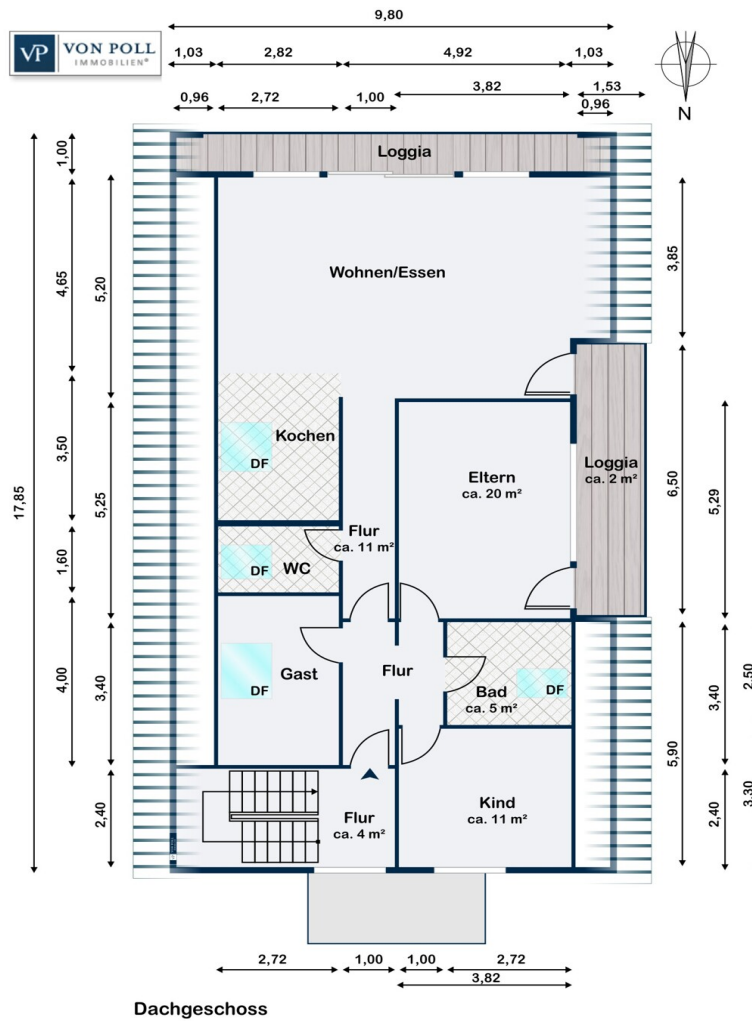 9,80
VP VON POLL
IMMOBILIEN®
1,03 2,82 4,92 1,03
3,82 1,53
0,96 2,72 1,00 0,96
N
1,00
Loggia
4,65
5,20
3,85
Wohnen/Essen
17,85
3,50
Kochen
DF
5,25
Eltern
ca. 20 m²
Loggia
ca. 2 m²
6,50
5,29
Flur
ca. 11 m²
1,60
WC
DF
4,00
3,40
Gast
DF
Flur
Bad
ca. 5 m²
DF
5,90
3,40
2,50
2,40
Flur
ca. 4 m²
Kind
ca. 11 m²
2,40
3,30
2,72 1,00 1,00 2,72
3,82
Dachgeschoss